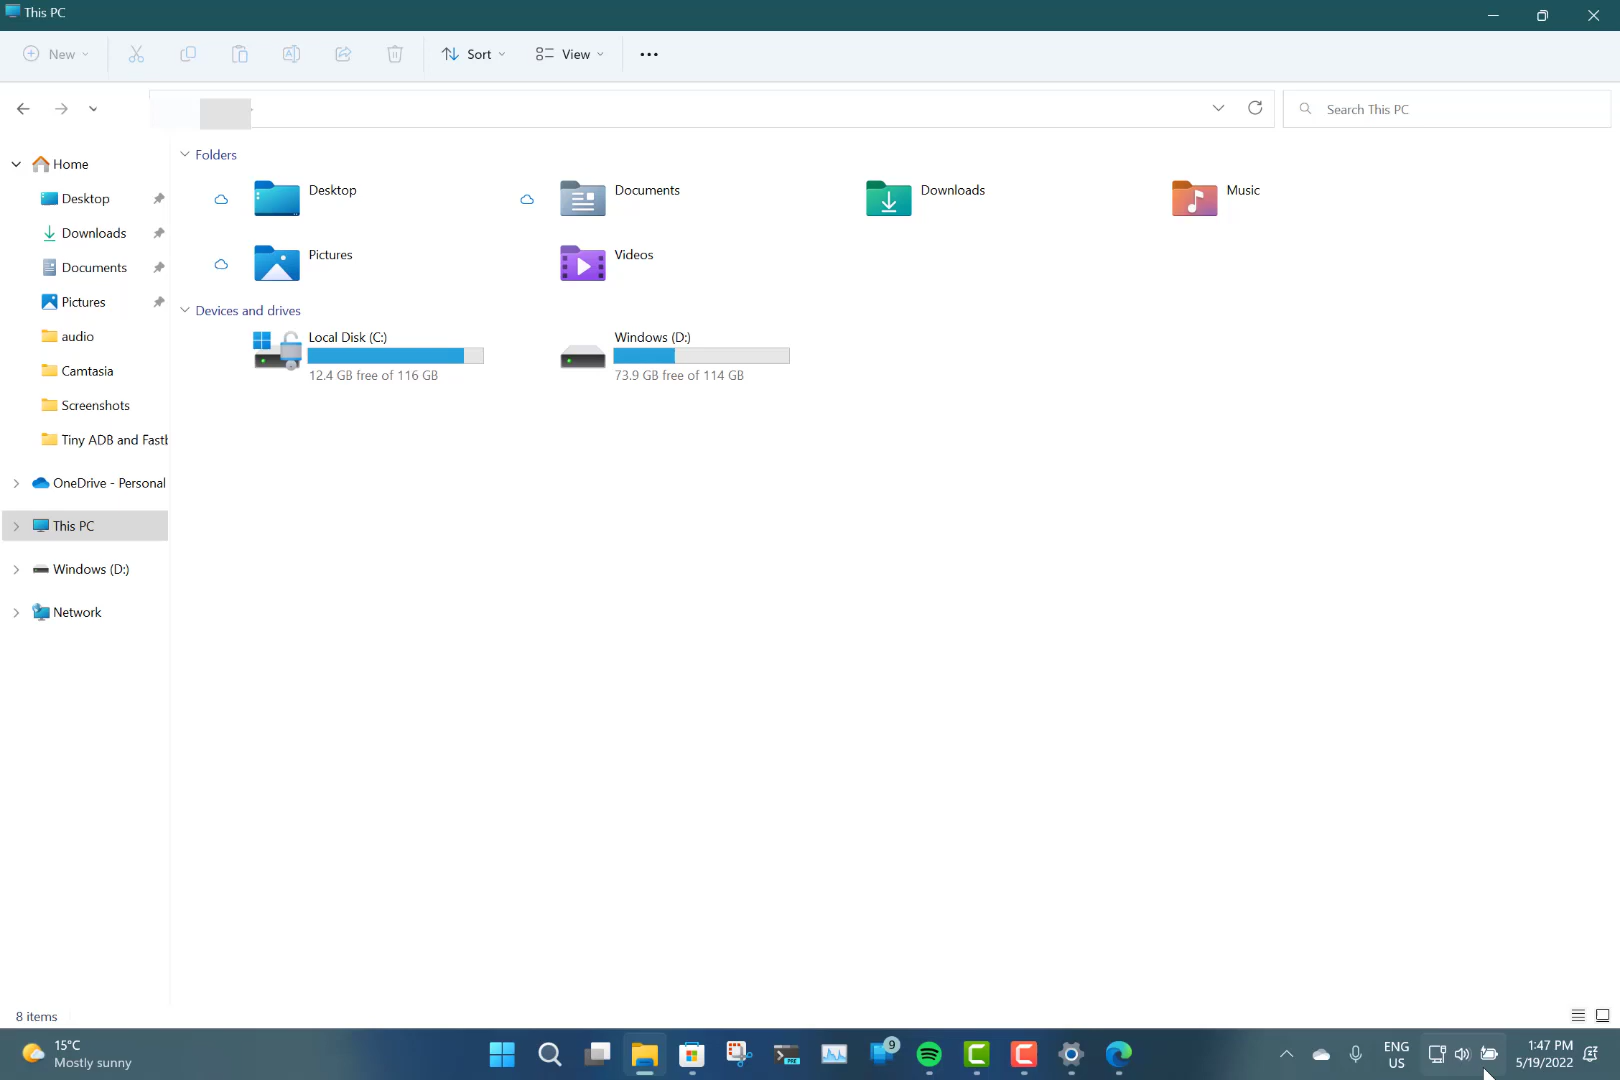 This PC
New
Sort
View
Search This PC
Home
Desktop
Downloads
Documents
Pictures
audio
Camtasia
Screenshots
Tiny ADB and Fast
OneDrive - Personal
This PC
Windows (D:)
Network
Folders
Desktop
Documents
Downloads
Music
Pictures
Videos
Devices and drives
Local Disk (C:)
12.4 GB free of 116 GB
Windows (D:)
73.9 GB free of 114 GB
8 items
15°C
Mostly sunny
PRE
9
ENG
US
1:47 PM
5/19/2022